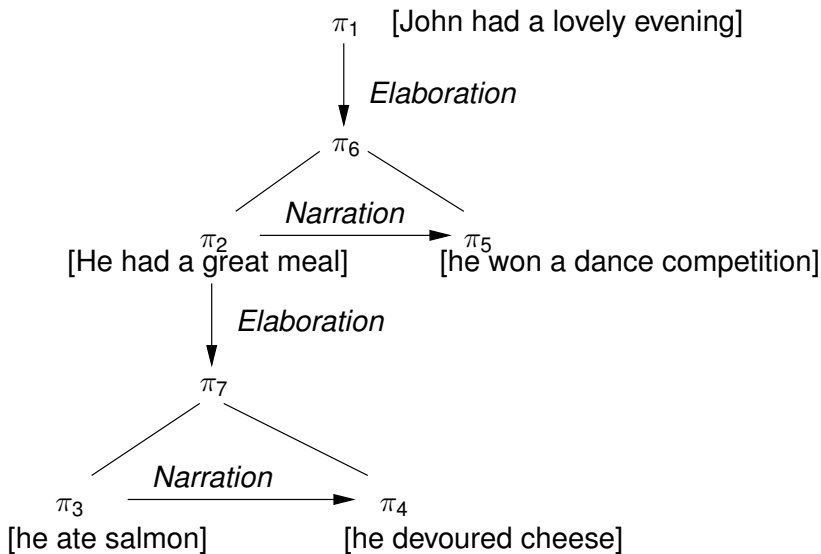 π1 [John had a lovely evening]
Elaboration
π6
Narration
π2 π5
[He had a great meal] [he won a dance competition]
Elaboration
π7
Narration
π3 π4
[he ate salmon] [he devoured cheese]